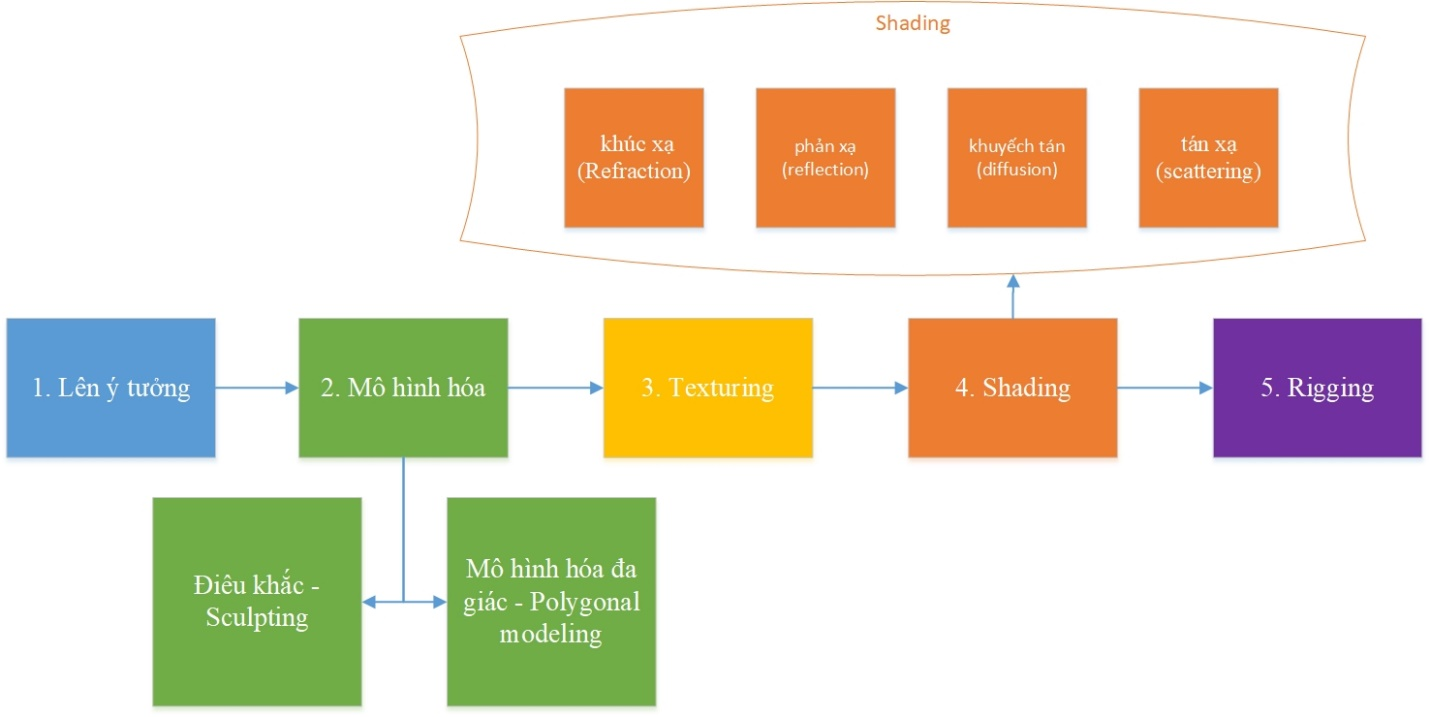 Shading
khúc xạ
(Refraction)
phản xạ
(reflection)
khuyếch tán
(diffusion)
tán xạ
(scattering)
1. Lên ý tưởng
2. Mô hình hóa
3. Texturing
4. Shading
5. Rigging
Điêu khắc -
Sculpting
Mô hình hóa đa
giác - Polygonal
modeling